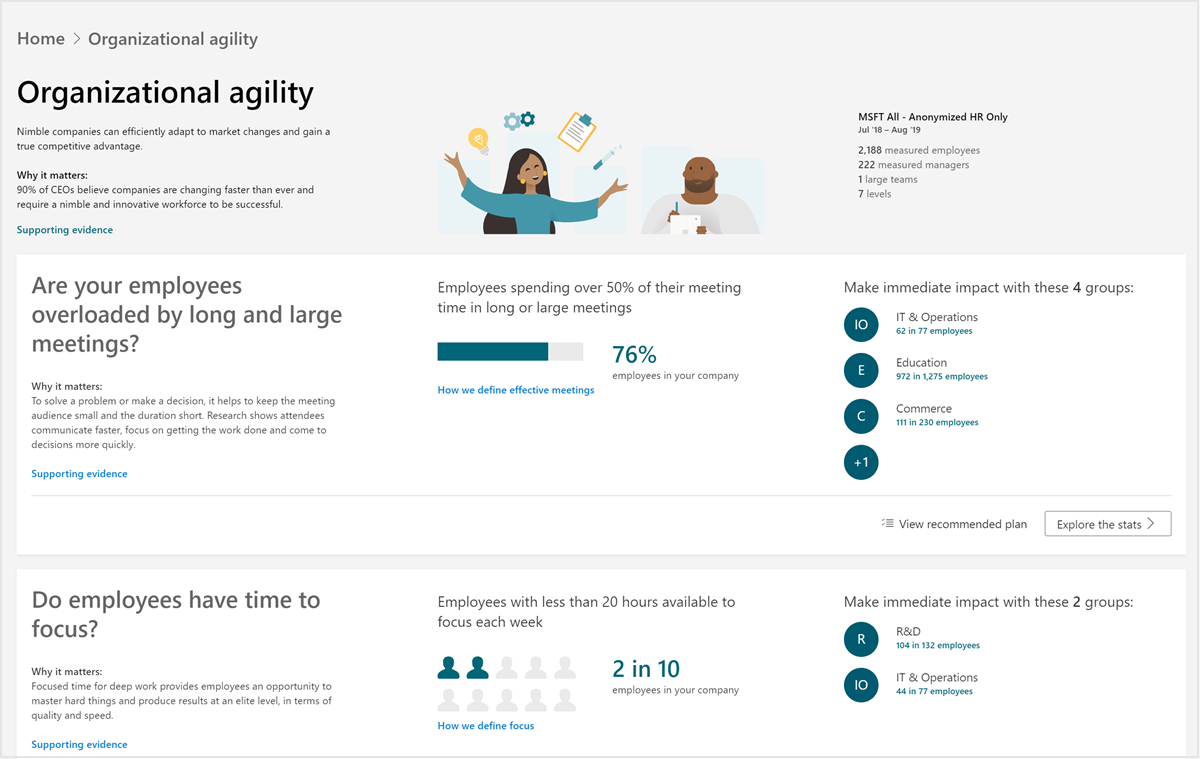 Home > Organizational agility
Organizational agility
Nimble companies can efficiently adapt to market changes and gain a
true competitive advantage.
Why it matters:
90% of CEOs believe companies are changing faster than ever and
require a nimble and innovative workforce to be successful.
Supporting evidence
MSFT All - Anonymized HR Only
Jul '18 – Aug '19
2,188 measured employees
222 measured managers
1 large teams
7 levels
Are your employees
overloaded by long and large
meetings?
Why it matters:
To solve a problem or make a decision, it helps to keep the meeting
audience small and the duration short. Research shows attendees
communicate faster, focus on getting the work done and come to
decisions more quickly.
Supporting evidence
Employees spending over 50% of their meeting
time in long or large meetings
76%
employees in your company
How we define effective meetings
Make immediate impact with these 4 groups:
IO
IT & Operations
62 in 77 employees
E
Education
972 in 1,275 employees
C
Commerce
111 in 230 employees
+1
View recommended plan
Explore the stats >
Do employees have time to
focus?
Why it matters:
Focused time for deep work provides employees an opportunity to
master hard things and produce results at an elite level, in terms of
quality and speed.
Supporting evidence
Employees with less than 20 hours available to
focus each week
2 in 10
employees in your company
How we define focus
Make immediate impact with these 2 groups:
R
R&D
104 in 132 employees
IO
IT & Operations
44 in 77 employees